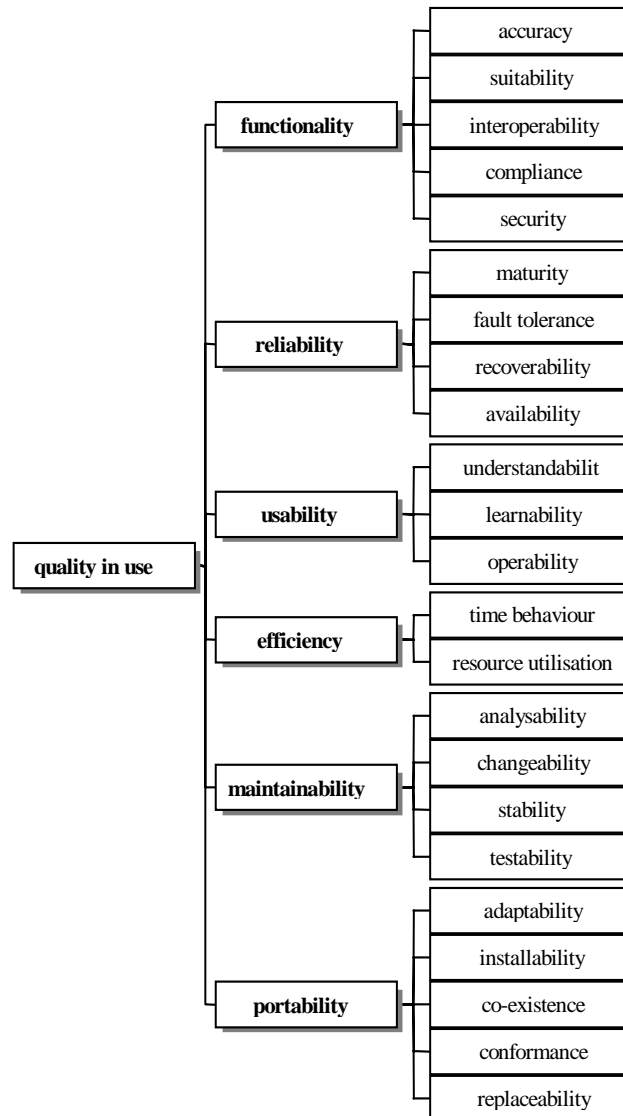 accuracy
suitability
functionality
interoperability
compliance
security
maturity
fault tolerance
reliability
recoverability
availability
understandabilit
usability
learnability
operability
quality in use
time behaviour
efficiency
resource utilisation
analysability
changeability
maintainability
stability
testability
adaptability
installability
portability
co-existence
conformance
replaceability